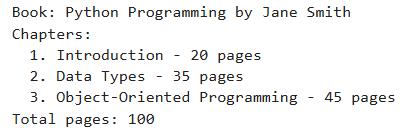 Book: Python Programming by Jane Smith
Chapters:
  1. Introduction - 20 pages
  2. Data Types - 35 pages
  3. Object-Oriented Programming - 45 pages
Total pages: 100